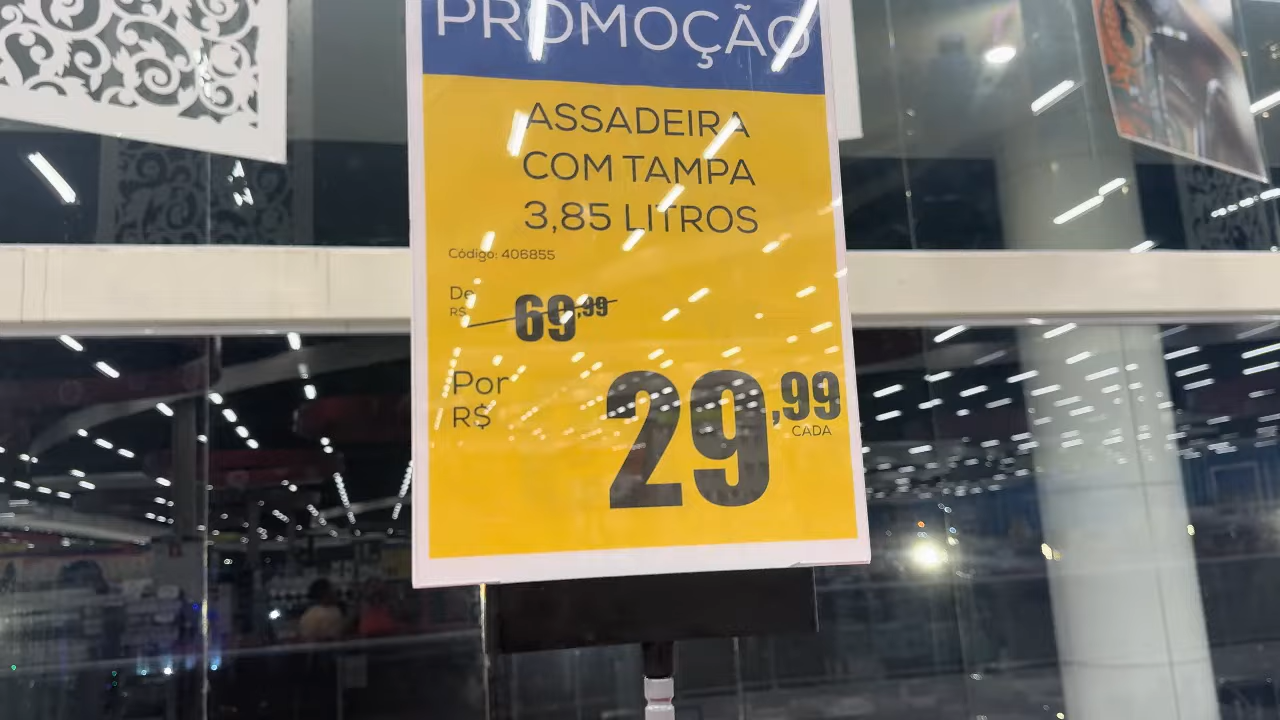 PROMOÇÃO
ASSADEIRA
COM TAMPA
3,85 LITROS
Código: 406855
De
R$
69,99
Por
R$
29,99
CADA